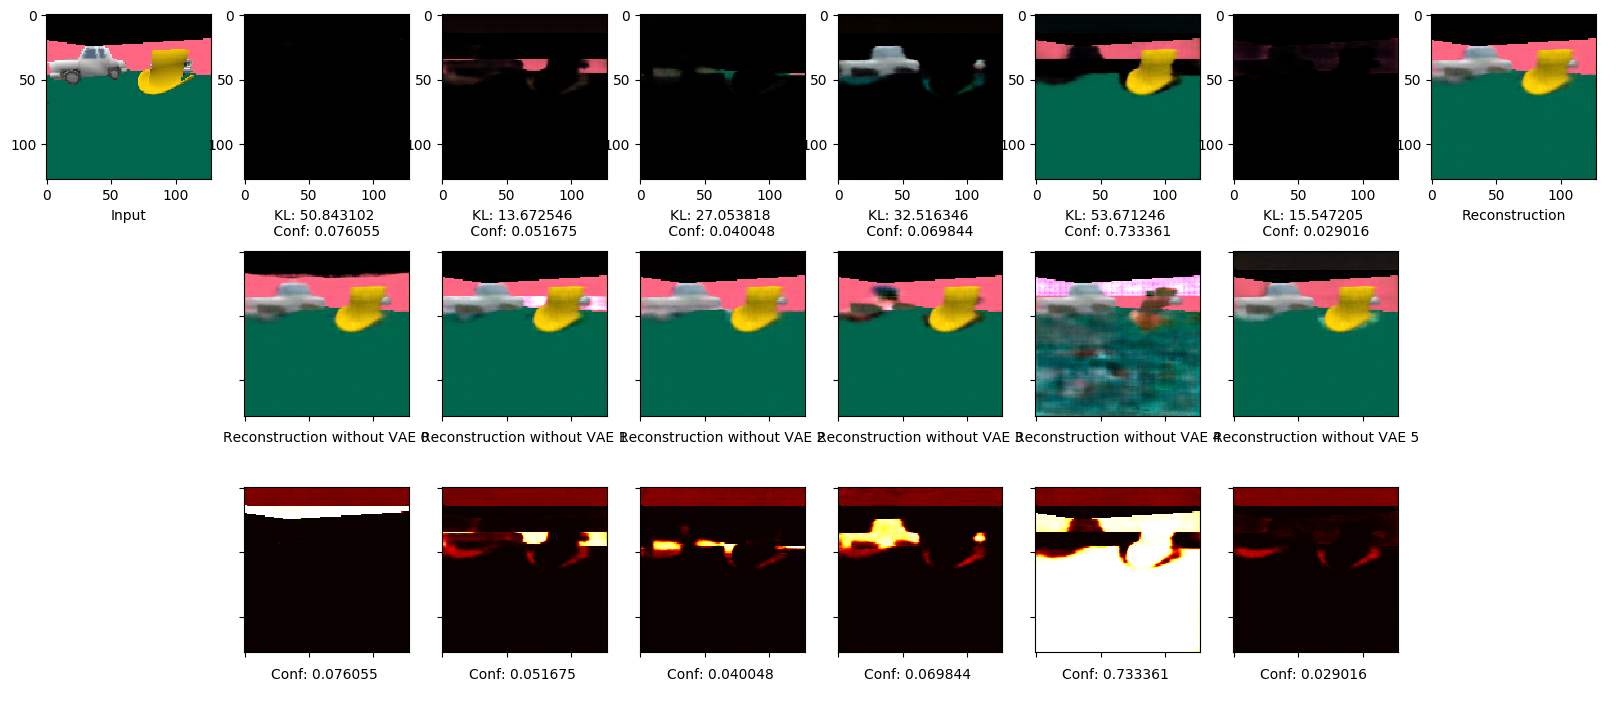 0
50
100
0
50
100
Input
0
50
100
0
50
100
KL: 50.843102
Conf: 0.076055
0
50
100
0
50
100
KL: 13.672546
Conf: 0.051675
0
50
100
0
50
100
KL: 27.053818
Conf: 0.040048
0
50
100
0
50
100
KL: 32.516346
Conf: 0.069844
0
50
100
0
50
100
KL: 53.671246
Conf: 0.733361
0
50
100
0
50
100
KL: 15.547205
Conf: 0.029016
0
50
100
0
50
100
Reconstruction
Reconstruction without VAE 0
Reconstruction without VAE 1
Reconstruction without VAE 2
Reconstruction without VAE 3
Reconstruction without VAE 4
Reconstruction without VAE 5
Conf: 0.076055
Conf: 0.051675
Conf: 0.040048
Conf: 0.069844
Conf: 0.733361
Conf: 0.029016